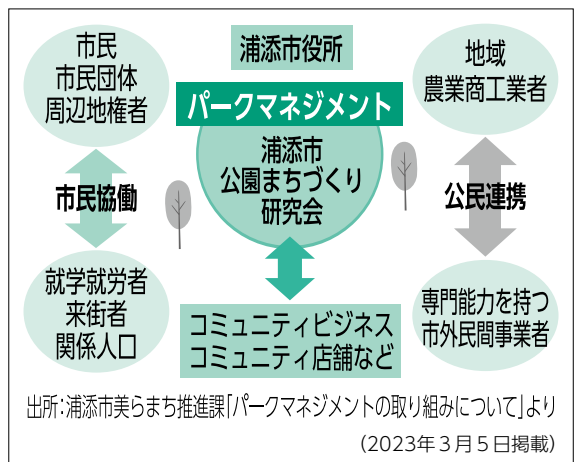 市民
市民団体
周辺地権者
市民協働
就学就労者
来街者
関係人口
浦添市役所
パークマネジメント
浦添市
公園まちづくり
研究会
コミュニティビジネス
コミュニティ店舗など
地域
農業商工業者
公民連携
専門能力を持つ
市外民間事業者
出所:浦添市美らまち推進課「パークマネジメントの取り組みについて」より
(2023年3月5日掲載)